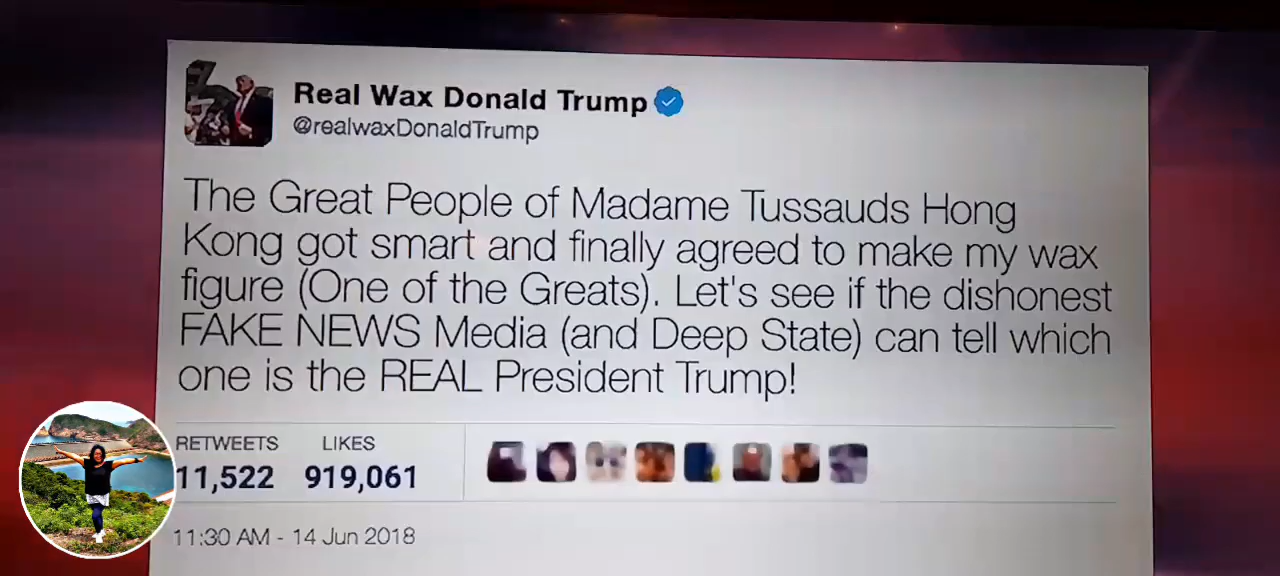 Real Wax Donald Trump
@realwaxDonaldTrump
The Great People of Madame Tussauds Hong
Kong got smart and finally agreed to make my wax
figure (One of the Greats). Let's see if the dishonest
FAKE NEWS Media (and Deep State) can tell which
one is the REAL President Trump!
RETWEETS LIKES
11,522 919,061
11:30 AM - 14 Jun 2018